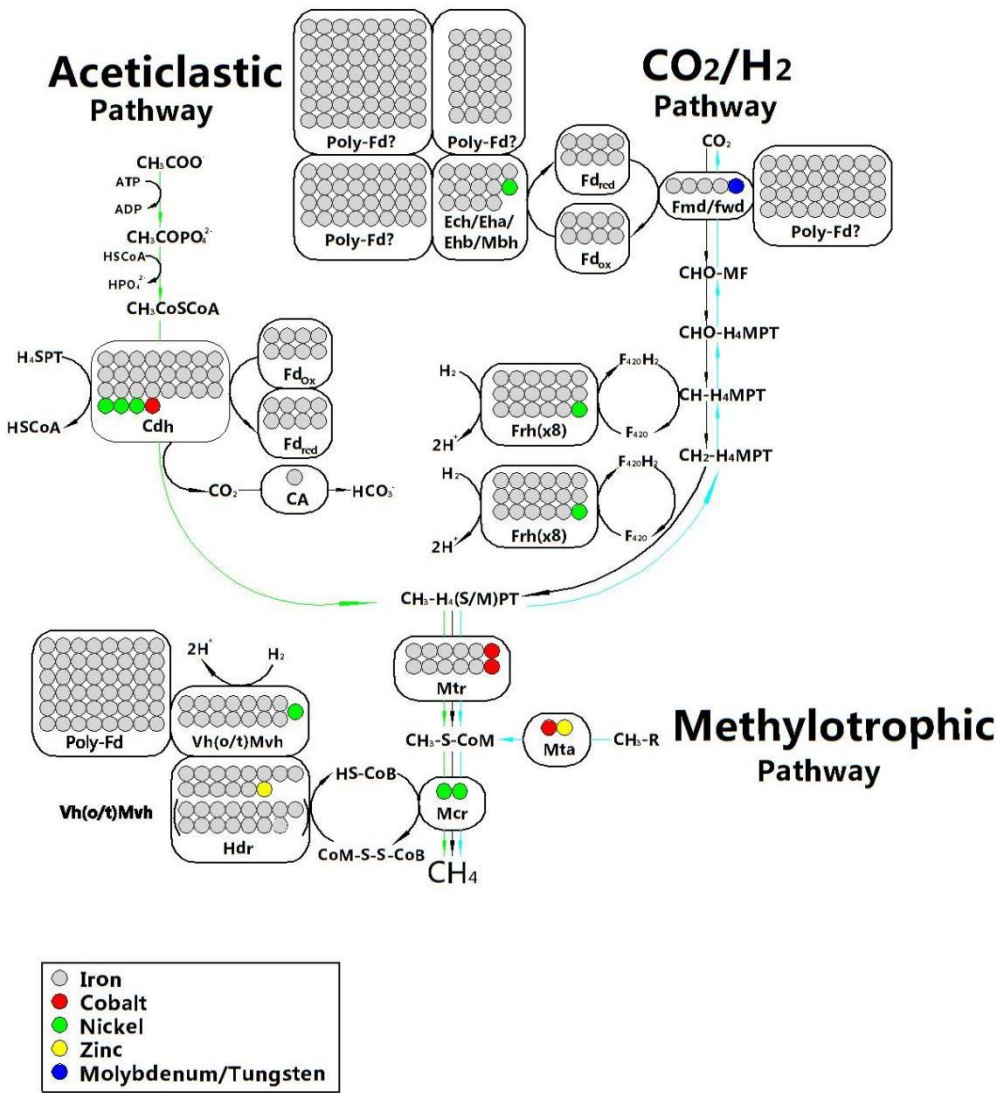 Aceticlastic
Pathway
CO₂/H₂
Pathway
Poly-Fd?
Poly-Fd?
Poly-Fd?
Ech/Eha/
Ehb/Mbh
Fd_red
Fd_ox
CO₂
Fmd/fwd
Poly-Fd?
CHO-MF
CHO-H4MPT
CH-H4MPT
CH₂-H4MPT
CH₃COO⁻
ATP
ADP
CH₃COPO₄²⁻
HSCoA
HPO₄²⁻
CH₃CoSCoA
H₄SPT
HSCoA
Cdh
Fd_Ox
Fd_red
CO₂
CA
HCO₃⁻
H₂
2H⁺
Frh(x8)
F₄₂₀H₂
F₄₂₀
H₂
2H⁺
Frh(x8)
F₄₂₀H₂
F₄₂₀
CH₃-H₄(S/M)PT
Mtr
CH₃-S-CoM
Mta
CH₃-R
Methylotrophic
Pathway
Mcr
CH₄
2H⁺
H₂
Poly-Fd
Vh(o/t)Mvh
Vh(o/t)Mvh
Hdr
HS-CoB
CoM-S-S-CoB
Iron
Cobalt
Nickel
Zinc
Molybdenum/Tungsten